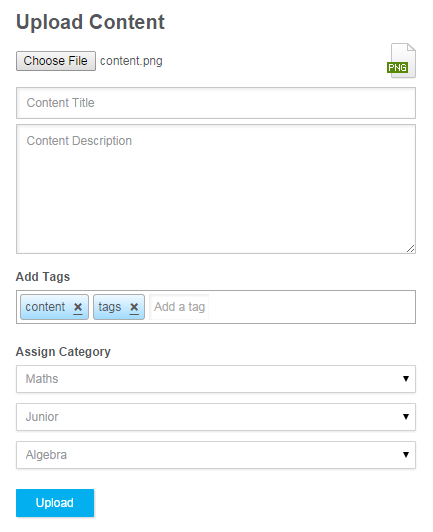 Upload Content
Choose File content.png
PNG
Content Title
Content Description
Add Tags
content x tags x Add a tag
Assign Category
Maths
Junior
Algebra
Upload